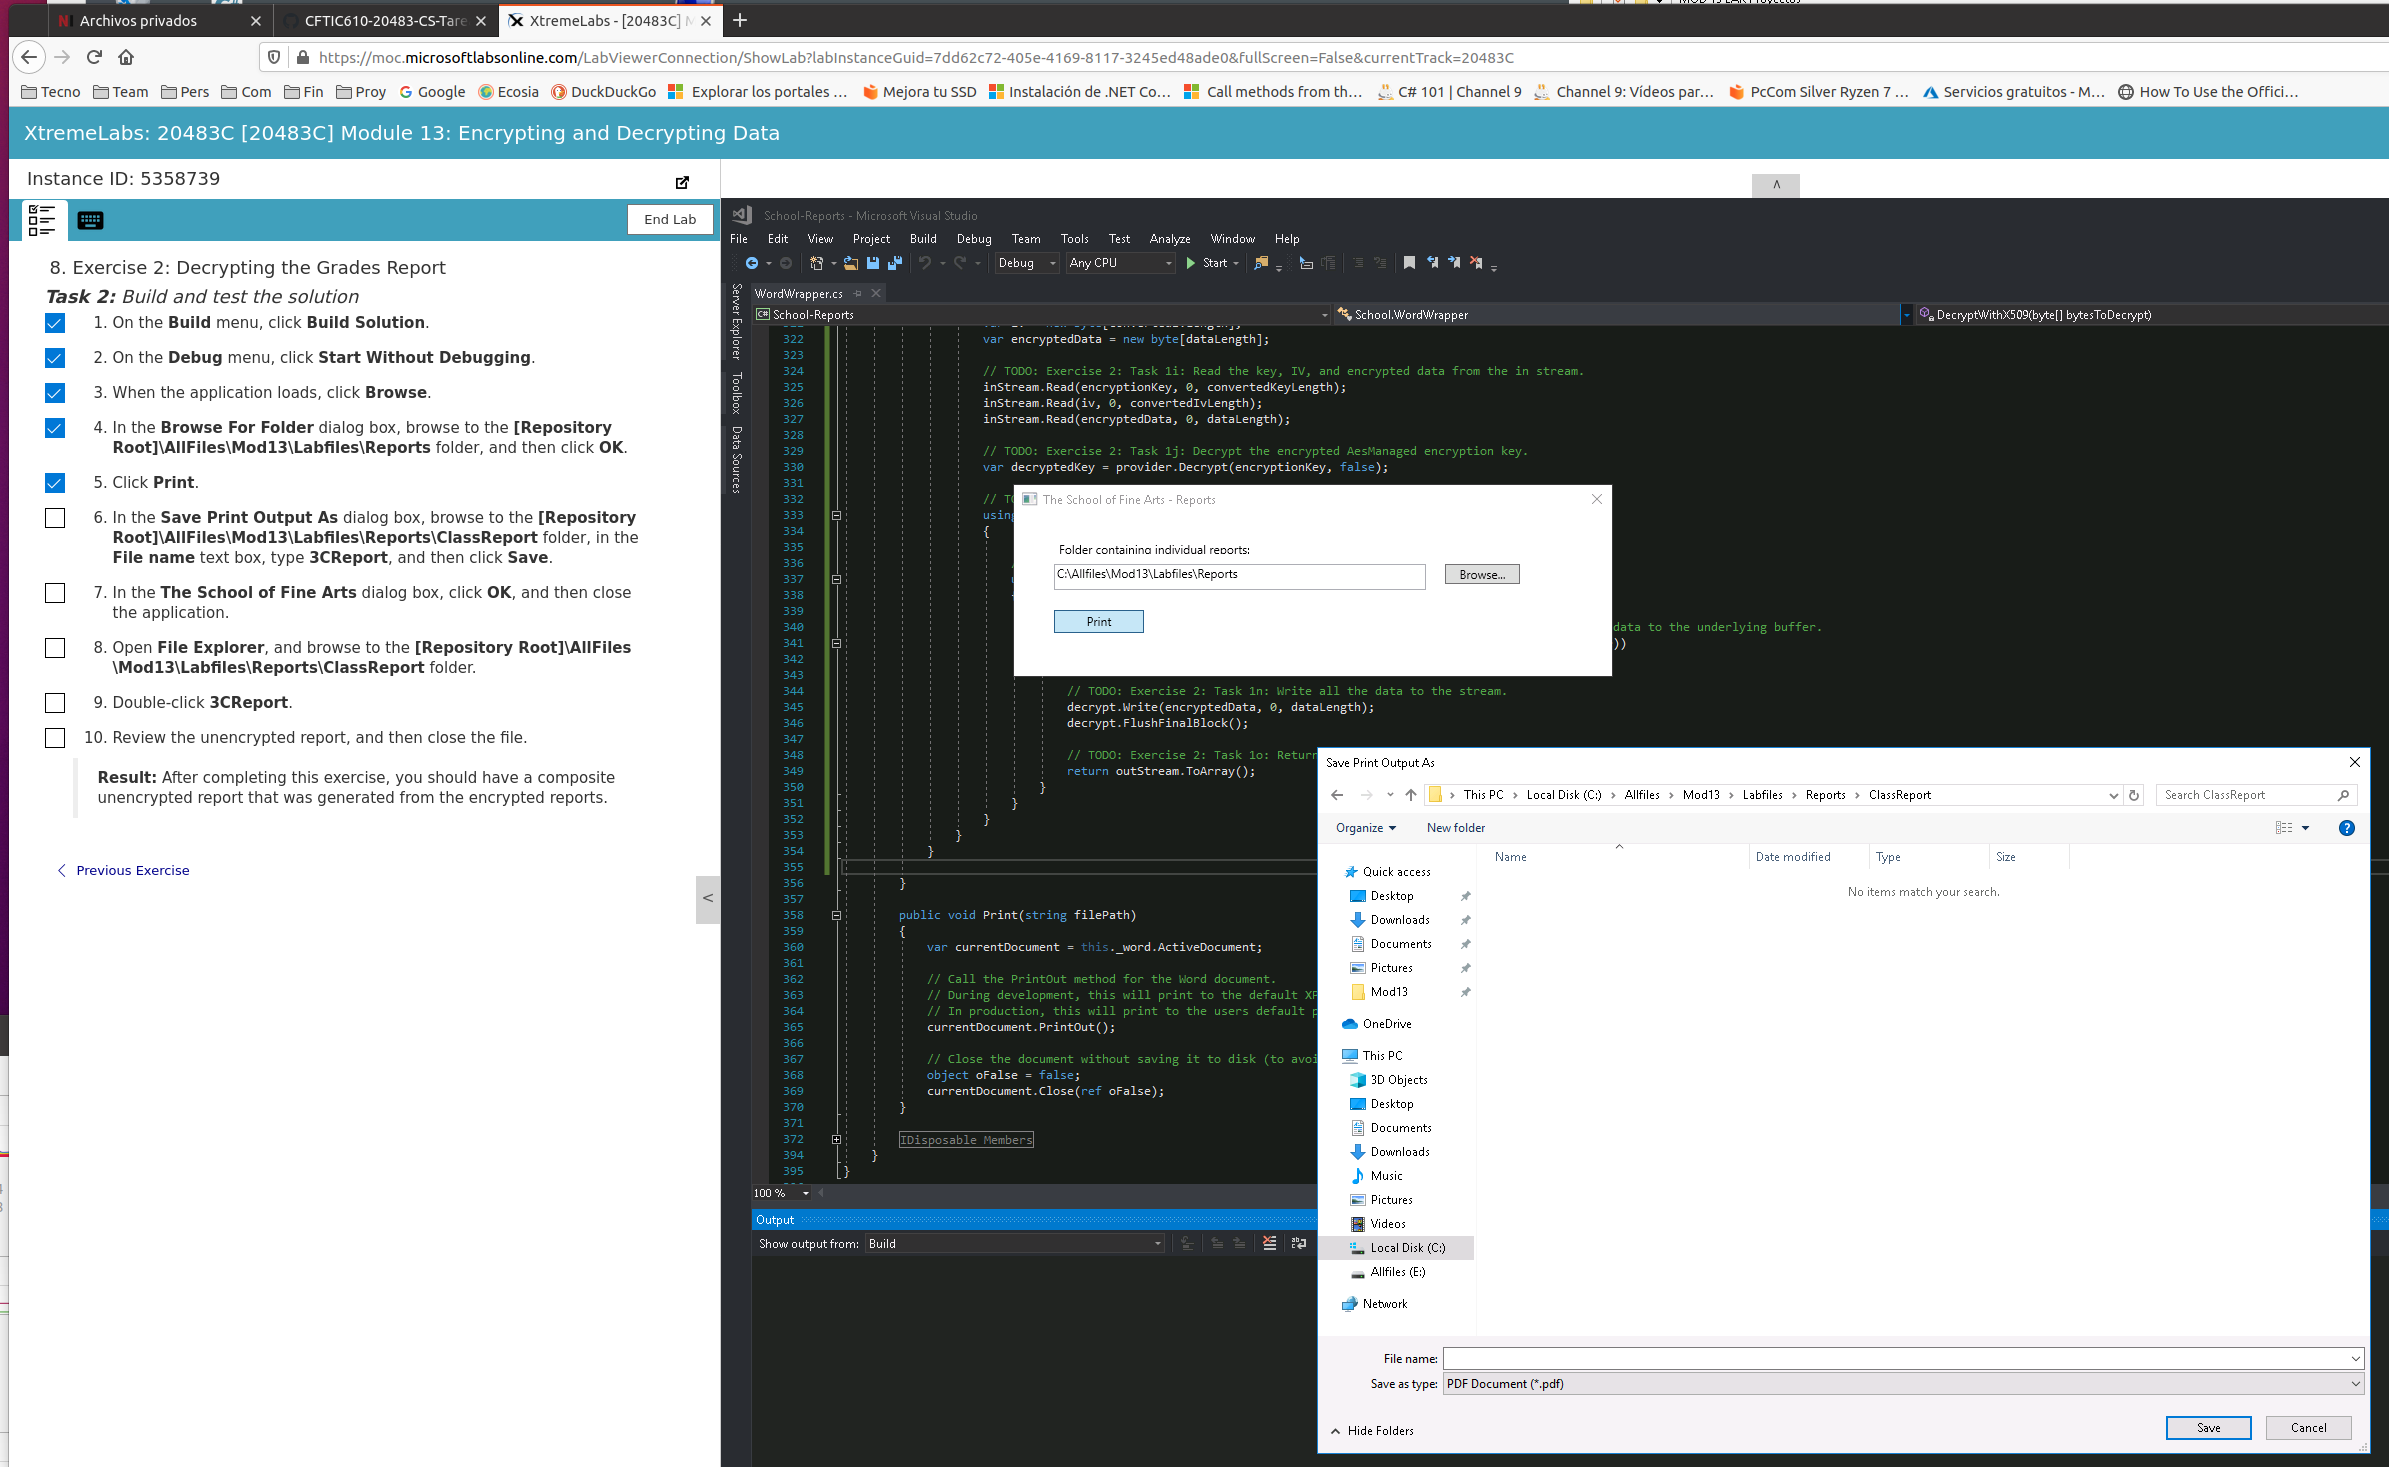 MOD 13 LAB Proyectos
Archivos privados
CFTIC610-20483-CS-Tare
XtremeLabs - [20483C] M
https://moc.microsoftlabsonline.com/LabViewerConnection/ShowLab?labInstanceGuid=7dd62c72-405e-4169-8117-3245ed48ade0&fullScreen=False&currentTrack=20483C
Tecno Team Pers Com Fin Proy Google Ecosia DuckDuckGo Explorar los portales ... Mejora tu SSD Instalación de .NET Co... Call methods from th... C# 101 | Channel 9 Channel 9: Vídeos par... PcCom Silver Ryzen 7 ... Servicios gratuitos - M... How To Use the Offici...
XtremeLabs: 20483C [20483C] Module 13: Encrypting and Decrypting Data
Instance ID: 5358739
End Lab
8. Exercise 2: Decrypting the Grades Report
Task 2: Build and test the solution
1. On the Build menu, click Build Solution.
2. On the Debug menu, click Start Without Debugging.
3. When the application loads, click Browse.
4. In the Browse For Folder dialog box, browse to the [Repository
Root]\AllFiles\Mod13\Labfiles\Reports folder, and then click OK.
5. Click Print.
6. In the Save Print Output As dialog box, browse to the [Repository
Root]\AllFiles\Mod13\Labfiles\Reports\ClassReport folder, in the
File name text box, type 3CReport, and then click Save.
7. In the The School of Fine Arts dialog box, click OK, and then close
the application.
8. Open File Explorer, and browse to the [Repository Root]\AllFiles
\Mod13\Labfiles\Reports\ClassReport folder.
9. Double-click 3CReport.
10. Review the unencrypted report, and then close the file.
Result: After completing this exercise, you should have a composite
unencrypted report that was generated from the encrypted reports.
Previous Exercise
School-Reports - Microsoft Visual Studio
File Edit View Project Build Debug Team Tools Test Analyze Window Help
Debug Any CPU Start
Server Explorer
Toolbox
Data Sources
WordWrapper.cs
School-Reports School.WordWrapper DecryptWithX509(byte[] bytesToDecrypt)
322 var encryptedData = new byte[dataLength];
323
324 // TODO: Exercise 2: Task 1i: Read the key, IV, and encrypted data from the in stream.
325 inStream.Read(encryptionKey, 0, convertedKeyLength);
326 inStream.Read(iv, 0, convertedIvLength);
327 inStream.Read(encryptedData, 0, dataLength);
328
329 // TODO: Exercise 2: Task 1j: Decrypt the encrypted AesManaged encryption key.
330 var decryptedKey = provider.Decrypt(encryptionKey, false);
331
332 // TO
333 using
334 {
335
336
337
338
339
340 data to the underlying buffer.
341 ))
342
343
344 // TODO: Exercise 2: Task 1n: Write all the data to the stream.
345 decrypt.Write(encryptedData, 0, dataLength);
346 decrypt.FlushFinalBlock();
347
348 // TODO: Exercise 2: Task 1o: Return
349 return outStream.ToArray();
350 }
351 }
352 }
353 }
354 }
355
356 }
357
358 public void Print(string filePath)
359 {
360 var currentDocument = this._word.ActiveDocument;
361
362 // Call the PrintOut method for the Word document.
363 // During development, this will print to the default XP
364 // In production, this will print to the users default p
365 currentDocument.PrintOut();
366
367 // Close the document without saving it to disk (to avoi
368 object oFalse = false;
369 currentDocument.Close(ref oFalse);
370 }
371
372 IDisposable Members
394 }
395 }
100 %
Output
Show output from: Build
The School of Fine Arts - Reports
Folder containing individual reports:
C:\Allfiles\Mod13\Labfiles\Reports
Browse...
Print
Save Print Output As
This PC > Local Disk (C:) > Allfiles > Mod13 > Labfiles > Reports > ClassReport
Search ClassReport
Organize New folder
Name Date modified Type Size
No items match your search.
Quick access
Desktop
Downloads
Documents
Pictures
Mod13
OneDrive
This PC
3D Objects
Desktop
Documents
Downloads
Music
Pictures
Videos
Local Disk (C:)
Allfiles (E:)
Network
File name:
Save as type: PDF Document (*.pdf)
Hide Folders
Save
Cancel